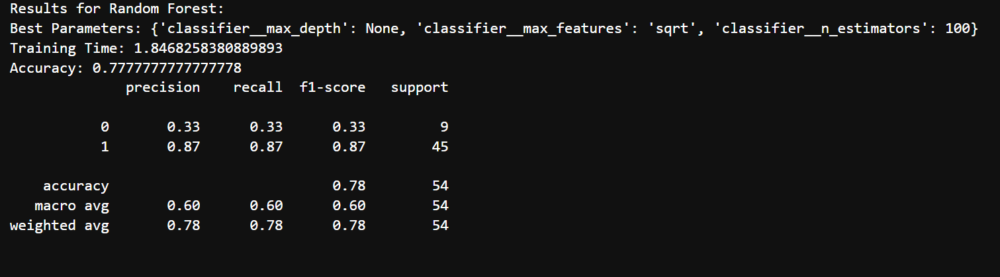 Results for Random Forest:
Best Parameters: {'classifier__max_depth': None, 'classifier__max_features': 'sqrt', 'classifier__n_estimators': 100}
Training Time: 1.8468258380889893
Accuracy: 0.7777777777777778
              precision    recall  f1-score   support

           0       0.33      0.33      0.33         9
           1       0.87      0.87      0.87        45

    accuracy                           0.78        54
   macro avg       0.60      0.60      0.60        54
weighted avg       0.78      0.78      0.78        54